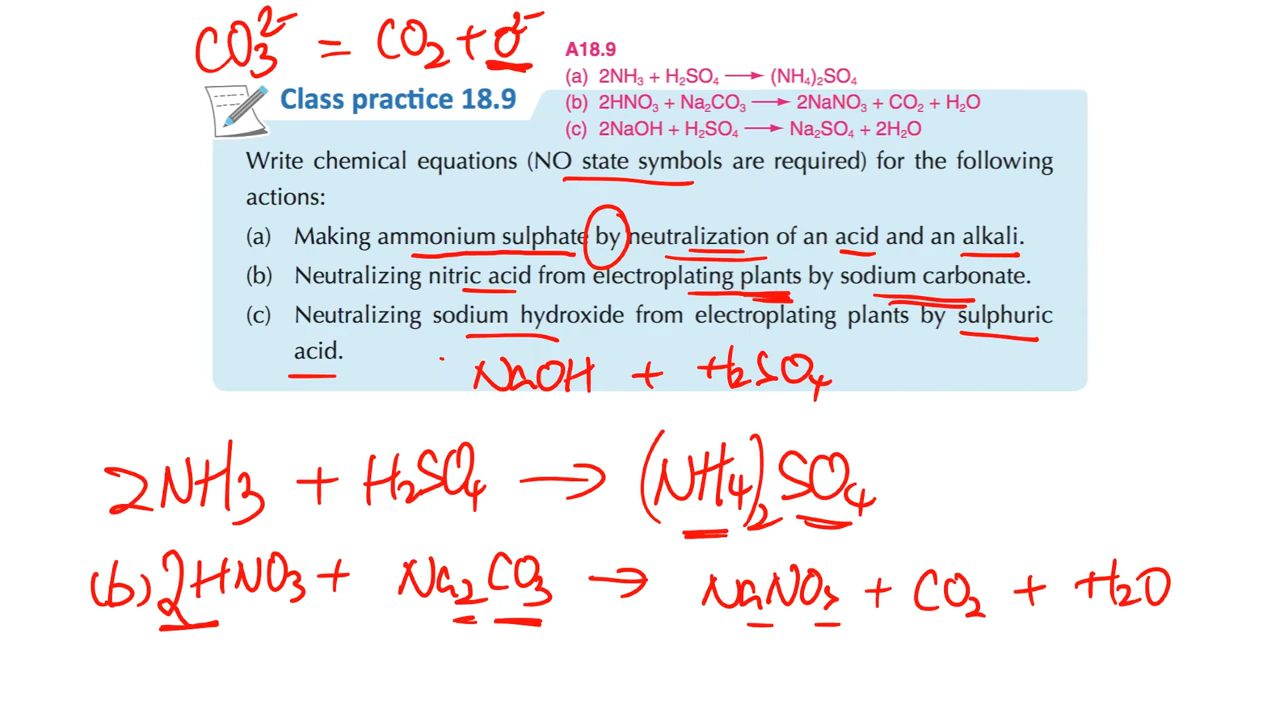 CO₃²⁻ = CO₂ + O²⁻
A18.9
(a) 2NH₃ + H₂SO₄ → (NH₄)₂SO₄
(b) 2HNO₃ + Na₂CO₃ → 2NaNO₃ + CO₂ + H₂O
(c) 2NaOH + H₂SO₄ → Na₂SO₄ + 2H₂O
Class practice 18.9
Write chemical equations (NO state symbols are required) for the following
actions:
(a) Making ammonium sulphate by neutralization of an acid and an alkali.
(b) Neutralizing nitric acid from electroplating plants by sodium carbonate.
(c) Neutralizing sodium hydroxide from electroplating plants by sulphuric
acid.
NaOH + H₂SO₄
2NH₃ + H₂SO₄ → (NH₄)₂SO₄
(b) 2HNO₃ + Na₂CO₃ → NaNO₃ + CO₂ + H₂O